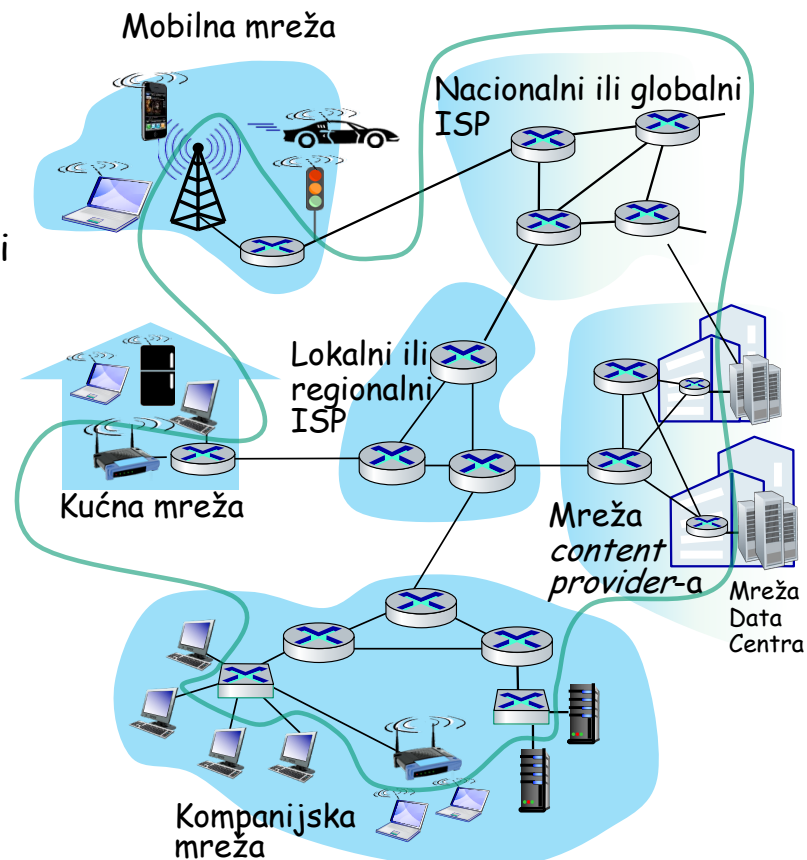 Mobilna mreža
Nacionalni ili globalni
ISP
i
Lokalni ili
regionalni
ISP
Kućna mreža
Mreža
content
provider-a
Mreža
Data
Centra
Kompanijska
mreža